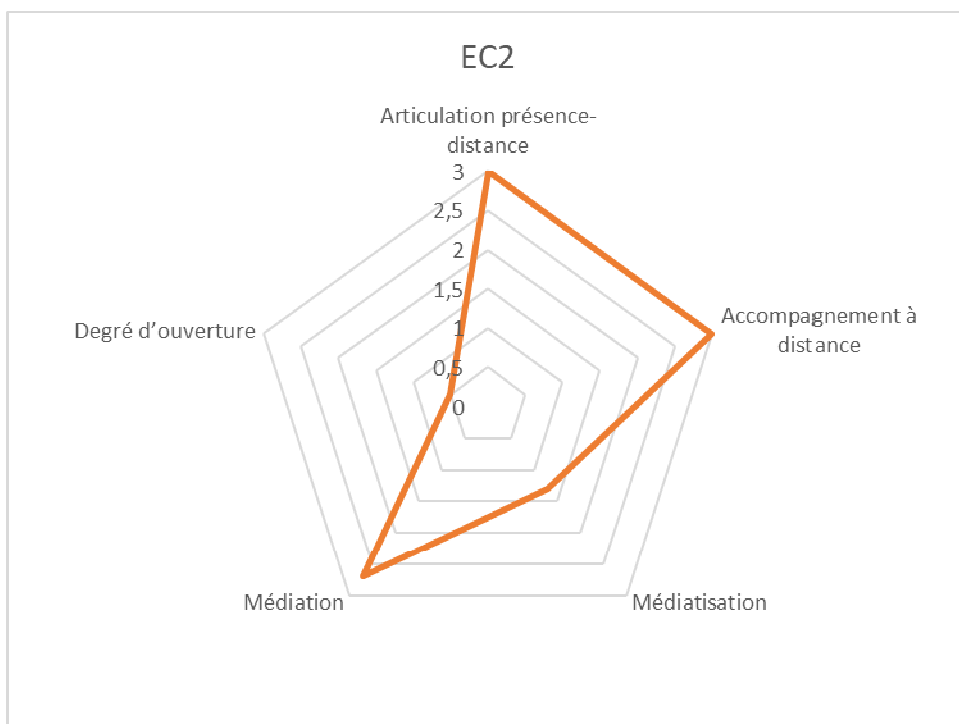 EC2
Articulation présence-
distance
3
2,5
2
1,5
1
0,5
0
Accompagnement à
distance
Degré d’ouverture
Médiation
Médiatisation